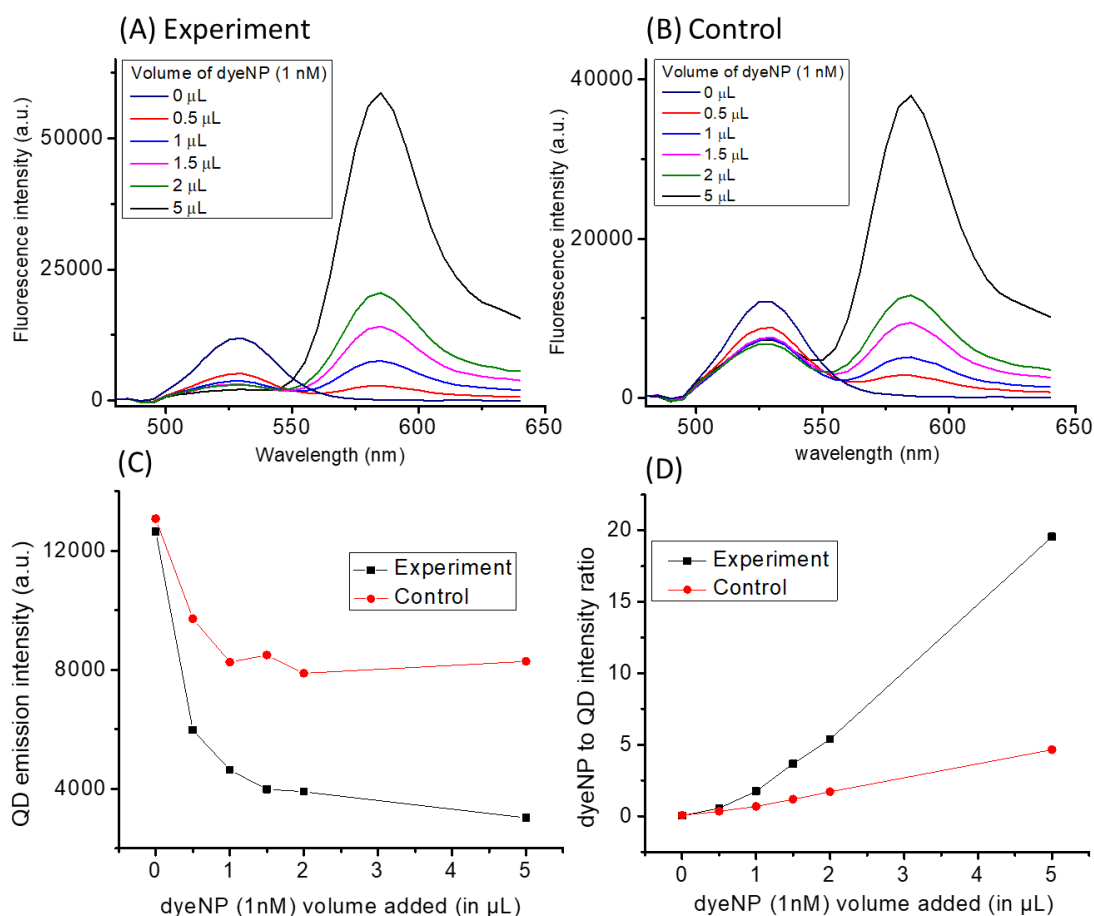 (A) Experiment
Volume of dyeNP (1 nM)
0 μL
0.5 μL
1 μL
1.5 μL
2 μL
5 μL
50000
25000
0
Fluorescence intensity (a.u.)
500
550
600
650
Wavelength (nm)
(B) Control
Volume of dyeNP (1 nM)
0 μL
0.5 μL
1 μL
1.5 μL
2 μL
5 μL
40000
20000
0
Fluorescence intensity (a.u.)
500
550
600
650
wavelength (nm)
(C)
Experiment
Control
12000
8000
4000
QD emission intensity (a.u.)
0
1
2
3
4
5
dyeNP (1nM) volume added (in μL)
(D)
Experiment
Control
20
15
10
5
0
dyeNP to QD intensity ratio
0
1
2
3
4
5
dyeNP (1nM) volume added (in μL)